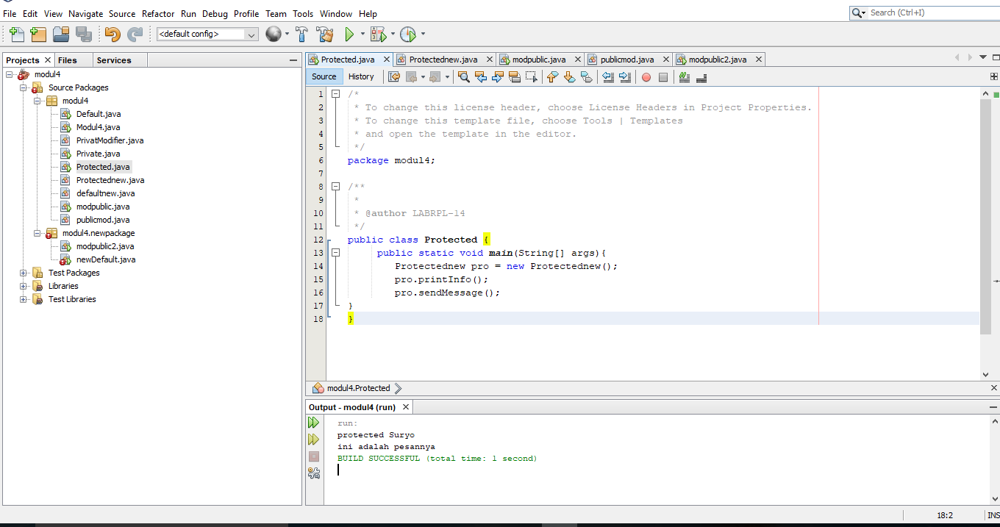 File Edit View Navigate Source Refactor Run Debug Profile Team Tools Window Help
Search (Ctrl+I)
<default config>
Projects Files Services
modul4
Source Packages
modul4
Default.java
Modul4.java
PrivatModifier.java
Private.java
Protected.java
Protectednew.java
defaultnew.java
modpublic.java
publicmod.java
modul4.newpackage
modpublic2.java
newDefault.java
Test Packages
Libraries
Test Libraries
Protected.java Protectednew.java modpublic.java publicmod.java modpublic2.java
Source History
1 /*
2 * To change this license header, choose License Headers in Project Properties.
3 * To change this template file, choose Tools | Templates
4 * and open the template in the editor.
5 */
6 package modul4;
7
8 /**
9 *
10 * @author LABRPL-14
11 */
12 public class Protected {
13 public static void main(String[] args){
14 Protectednew pro = new Protectednew();
15 pro.printInfo();
16 pro.sendMessage();
17 }
18 }
modul4.Protected
Output - modul4 (run)
run:
protected Suryo
ini adalah pesannya
BUILD SUCCESSFUL (total time: 1 second)
18:2 INS